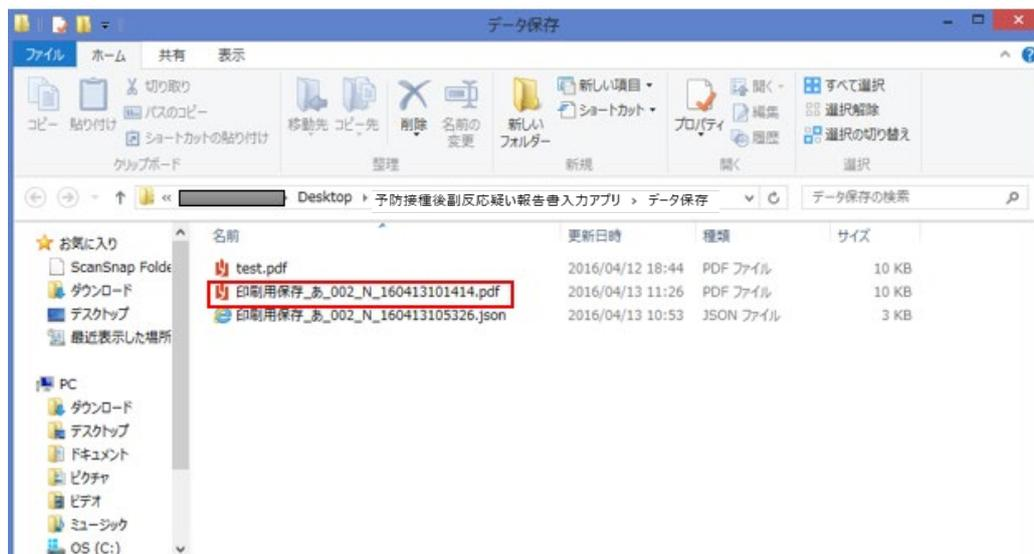 データ保存
ファイル ホーム 共有 表示
コピー 貼り付け 切り取り
パスのコピー
ショートカットの貼り付け
移動先 コピー先 削除 名前の変更
新しいフォルダー 新しい項目
ショートカット
プロパティ 開く
編集
履歴
すべて選択
選択解除
選択の切り替え
クリップボード 整理 新規 開く 選択
« Desktop 予防接種後副反応疑い報告書入力アプリ › データ保存 データ保存の検索
お気に入り
ScanSnap Folde
ダウンロード
デスクトップ
最近表示した場所
PC
ダウンロード
デスクトップ
ドキュメント
ピクチャ
ビデオ
ミュージック
OS (C:)
名前 更新日時 種類 サイズ
test.pdf 2016/04/12 18:44 PDF ファイル 10 KB
印刷用保存_あ_002_N_160413101414.pdf 2016/04/13 11:26 PDF ファイル 10 KB
印刷用保存_あ_002_N_160413105326.json 2016/04/13 10:53 JSON ファイル 3 KB